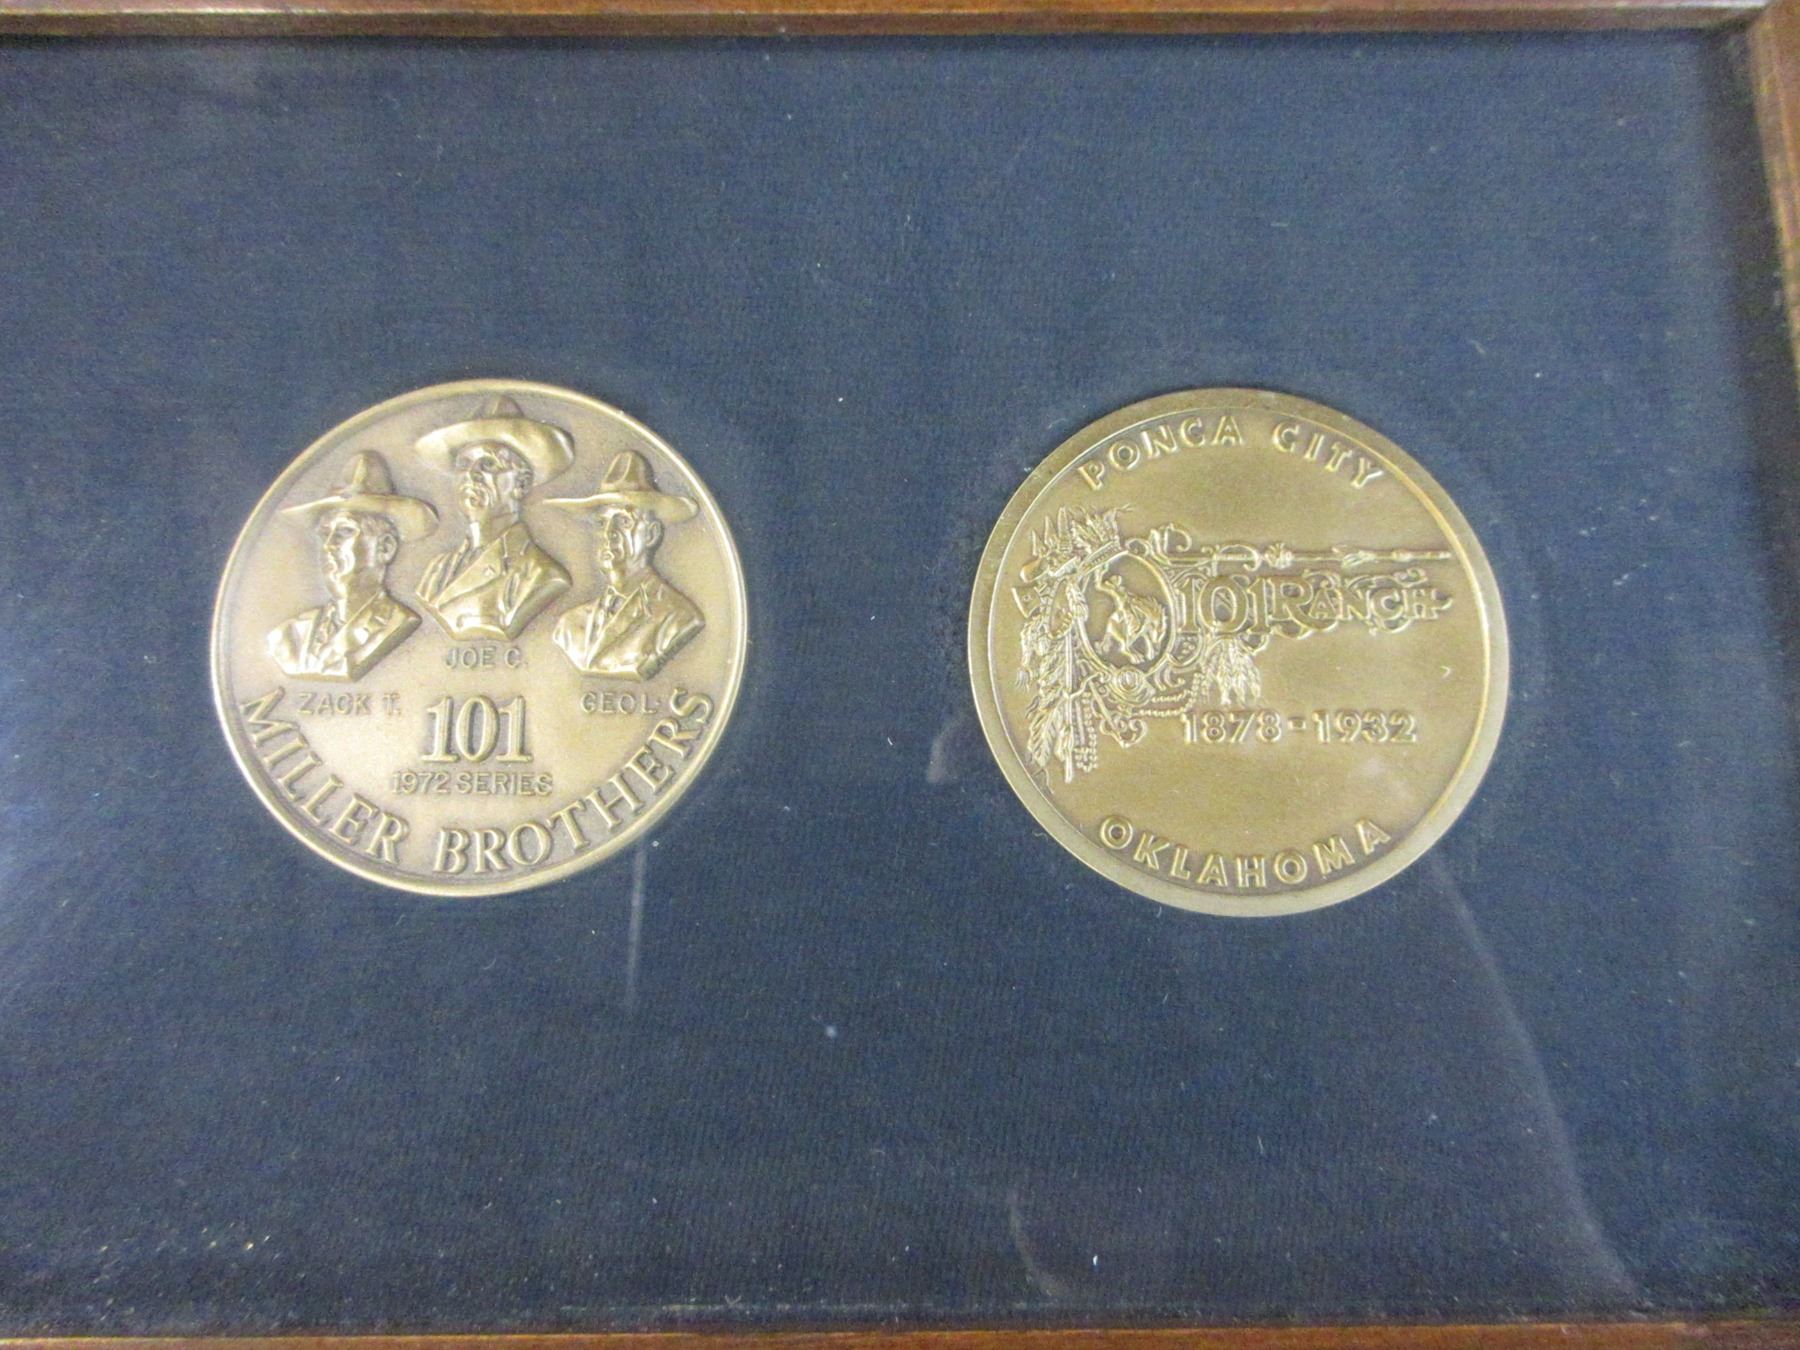 JOE C.
ZACK T.
GEO L.
101
1972 SERIES
MILLER BROTHERS
PONCA CITY
101 RANCH
1878-1932
OKLAHOMA